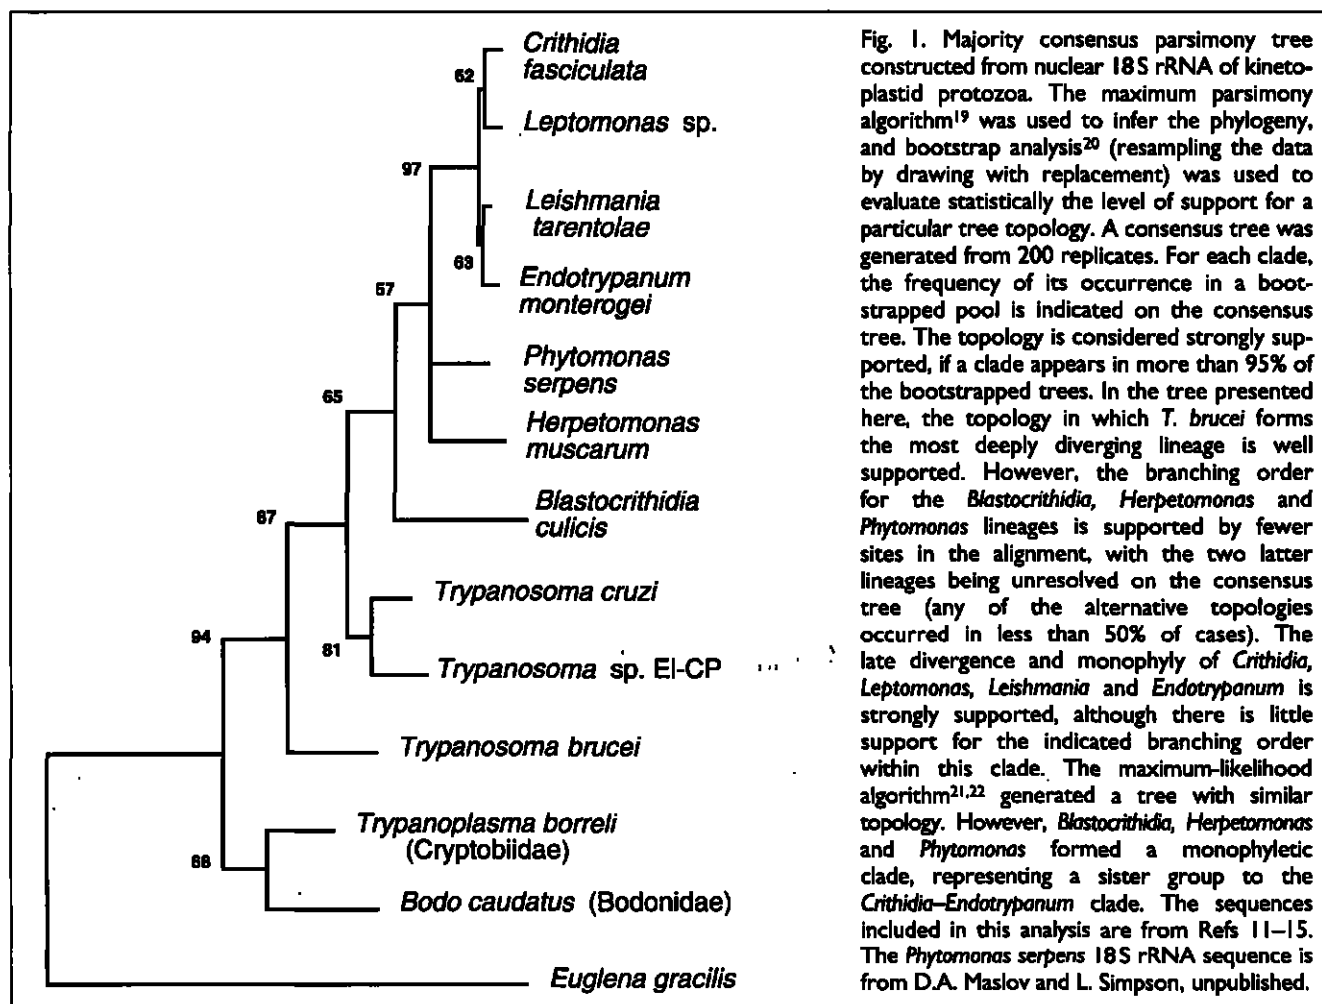 Crithidia
fasciculata
62
Leptomonas sp.
97
Leishmania
tarentolae
63
Endotrypanum
monterogei
57
Phytomonas
serpens
65
Herpetomonas
muscarum
Blastocrithidia
culicis
87
Trypanosoma cruzi
94
81
Trypanosoma sp. EI-CP
Trypanosoma brucei
Trypanoplasma borreli
(Cryptobiidae)
Bodo caudatus (Bodonidae)
Euglena gracilis
Fig. 1. Majority consensus parsimony tree
constructed from nuclear 18S rRNA of kineto-
plastid protozoa. The maximum parsimony
algorithm19 was used to infer the phylogeny,
and bootstrap analysis20 (resampling the data
by drawing with replacement) was used to
evaluate statistically the level of support for a
particular tree topology. A consensus tree was
generated from 200 replicates. For each clade,
the frequency of its occurrence in a boot-
strapped pool is indicated on the consensus
tree. The topology is considered strongly sup-
ported, if a clade appears in more than 95% of
the bootstrapped trees. In the tree presented
here, the topology in which T. brucei forms
the most deeply diverging lineage is well
supported. However, the branching order
for the Blastocrithidia, Herpetomonas and
Phytomonas lineages is supported by fewer
sites in the alignment, with the two latter
lineages being unresolved on the consensus
tree (any of the alternative topologies
occurred in less than 50% of cases). The
late divergence and monophyly of Crithidia,
Leptomonas, Leishmania and Endotrypanum is
strongly supported, although there is little
support for the indicated branching order
within this clade. The maximum-likelihood
algorithm21,22 generated a tree with similar
topology. However, Blastocrithidia, Herpetomonas
and Phytomonas formed a monophyletic
clade, representing a sister group to the
Crithidia–Endotrypanum clade. The sequences
included in this analysis are from Refs 11–15.
The Phytomonas serpens 18S rRNA sequence is
from D.A. Maslov and L. Simpson, unpublished.